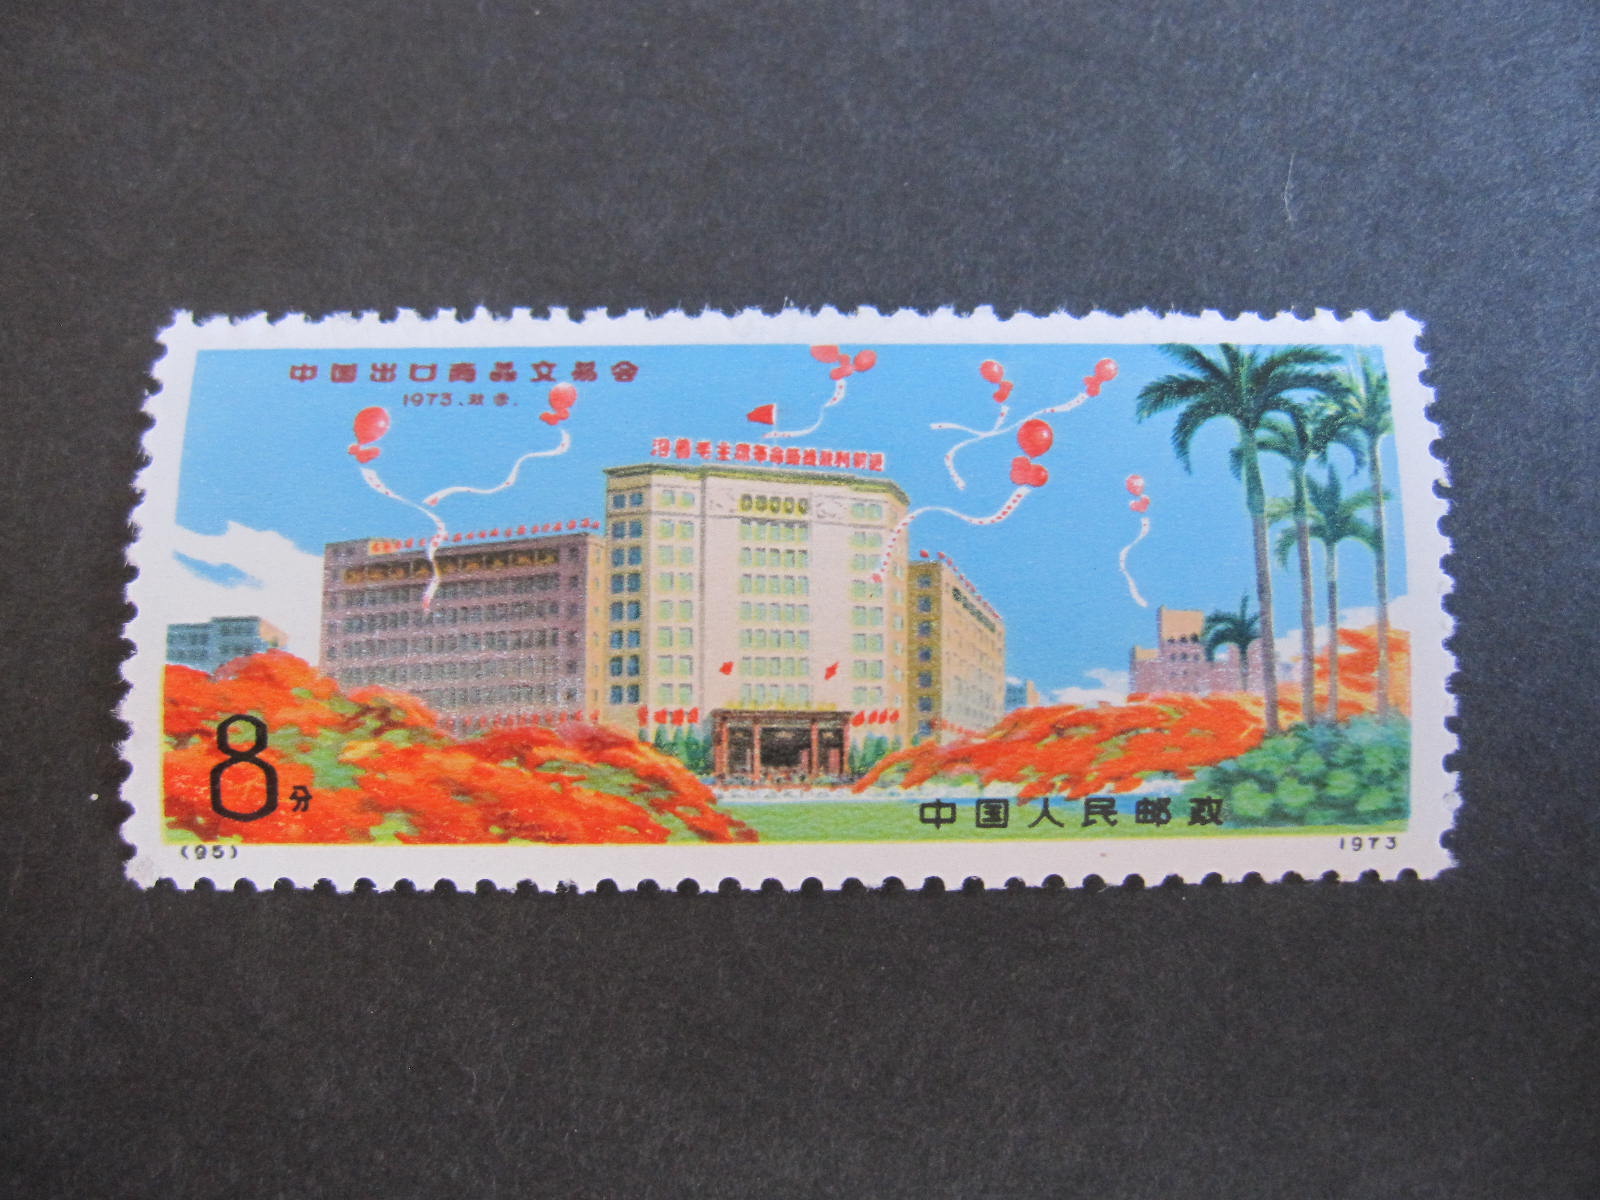 中国出口商品交易会
1973.秋季.
沿着毛主席革命路线胜利前进
8分
中国人民邮政
(95)
1973